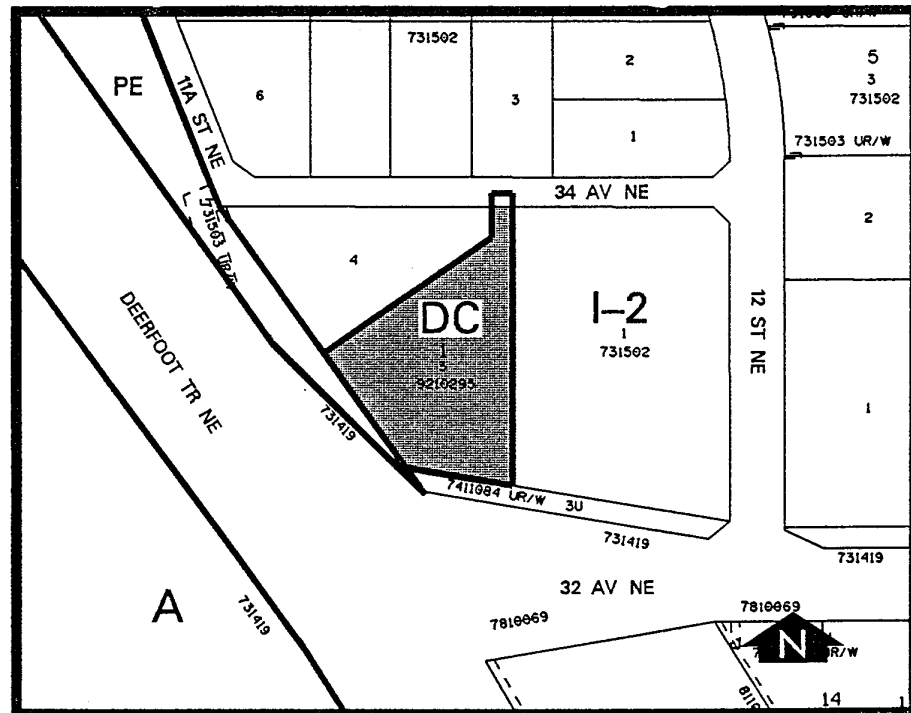 731502
2
5
3
731502
PE
11A ST NE
6
3
1
731503 UR/W
34 AV NE
2
731503 UR/W
4
DC
1
5
9210295
I-2
1
731502
12 ST NE
DEERFOOT TR NE
731419
1
7411084 UR/W
3U
731419
731419
32 AV NE
A
731419
7810069
7810069
N
R/W
14
1